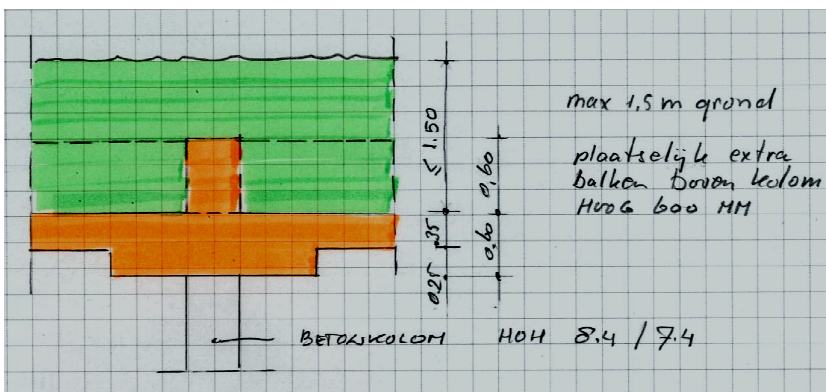 max 1,5 m grond
≤ 1.50
0,60
plaatselijk extra
Balken boven kolom
HOOG 600 MM
35
0,60
0,25
BETONKOLOM HOH 8.4 / 7.4